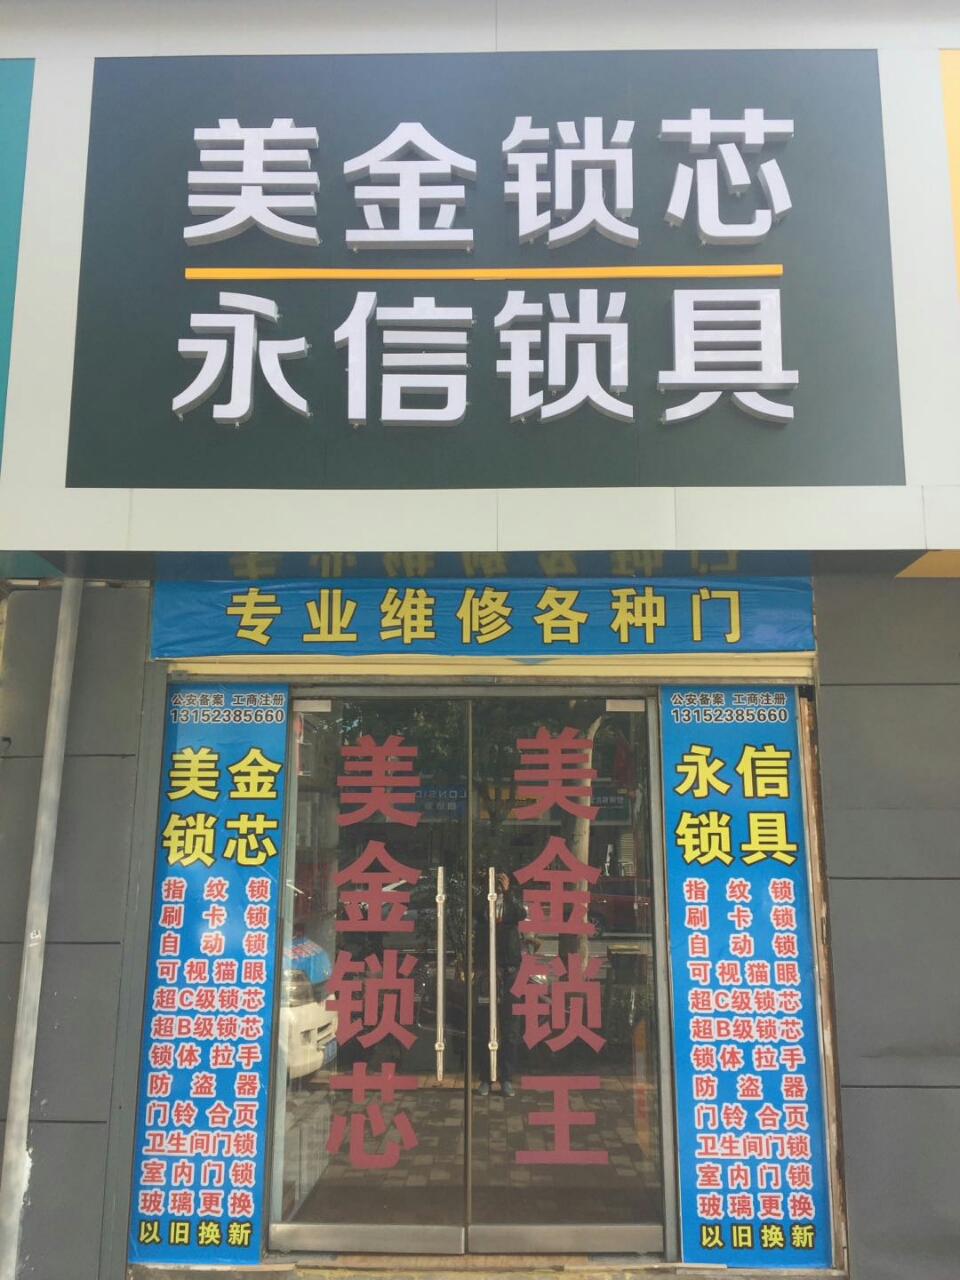 美金锁芯
永信锁具
专业维修各种门
公安备案 工商注册
13152385660
美金
锁芯
指纹锁
刷卡锁
自动锁
可视猫眼
超C级锁芯
超B级锁芯
锁体 拉手
防盗器
门铃 合页
卫生间门锁
室内门锁
玻璃更换
以旧换新
美金锁芯
美金锁王
公安备案 工商注册
13152385660
永信
锁具
指纹锁
刷卡锁
自动锁
可视猫眼
超C级锁芯
超B级锁芯
锁体 拉手
防盗器
门铃 合页
卫生间门锁
室内门锁
玻璃更换
以旧换新